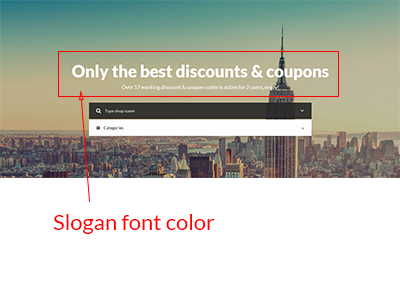 Only the best discounts & coupons
Over 17 working discount & coupon codes is active for 2 users, enjoy!
Type shop name
Categories
Slogan font color